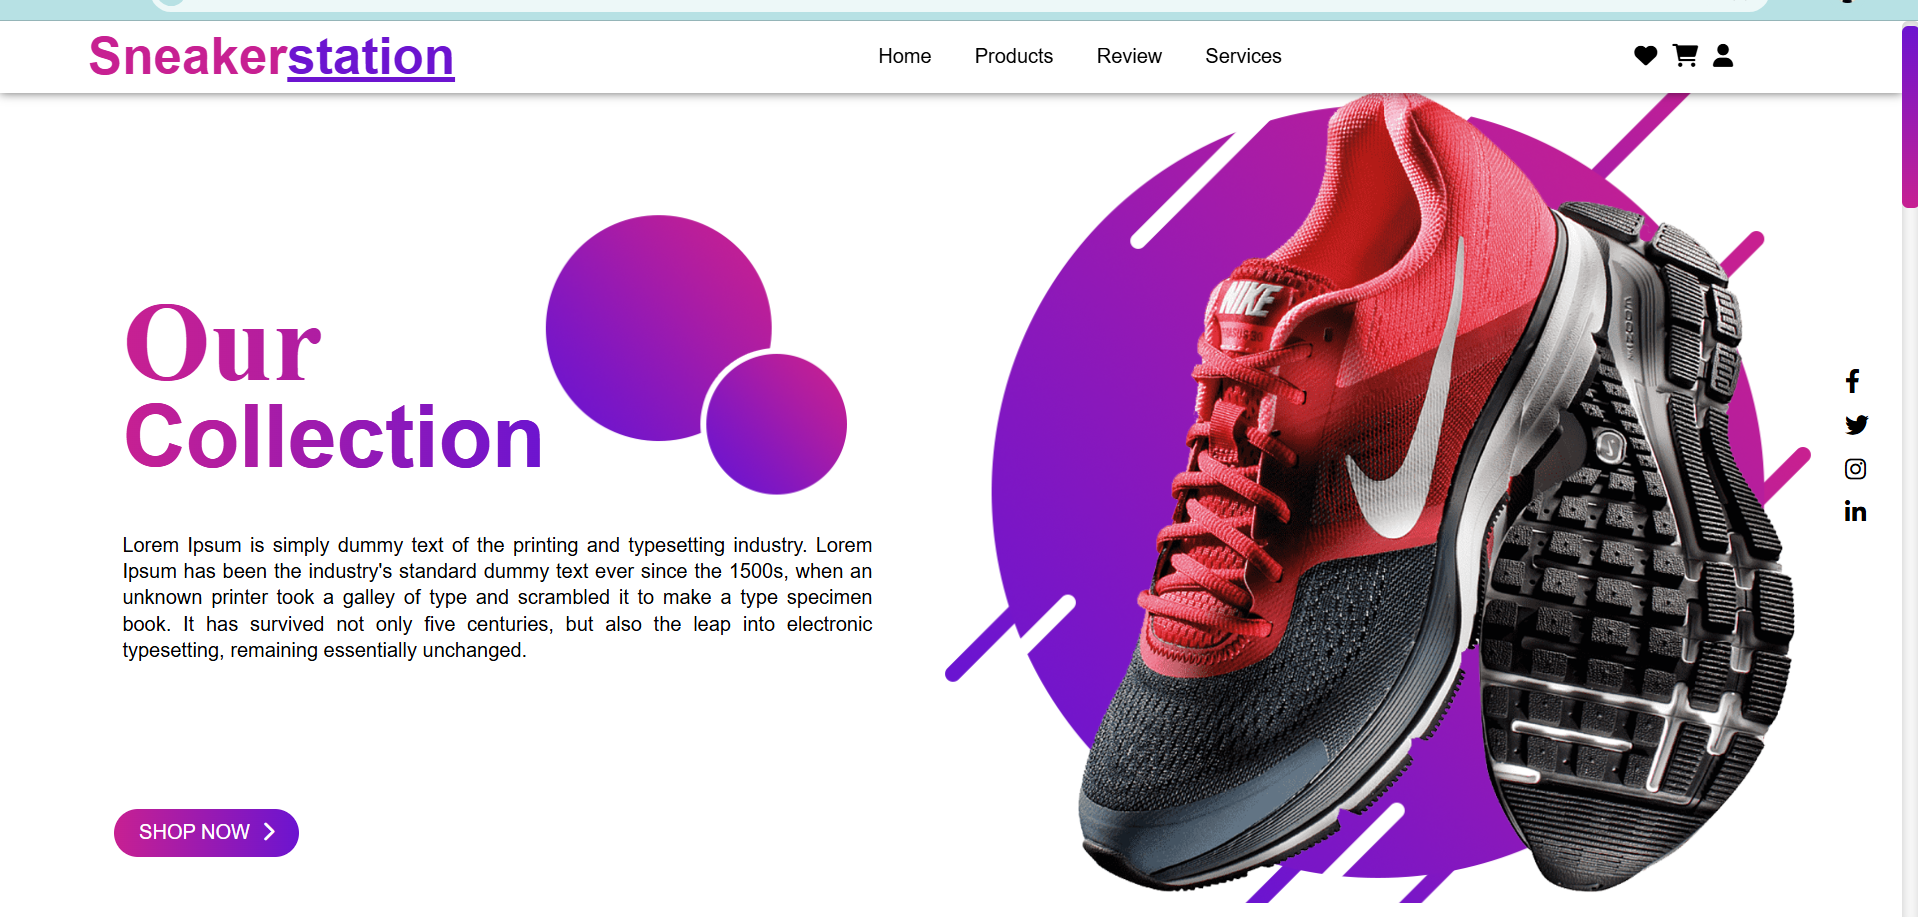 Sneakerstation
Home Products Review Services
Our
Collection
NIKE
Lorem Ipsum is simply dummy text of the printing and typesetting industry. Lorem
Ipsum has been the industry's standard dummy text ever since the 1500s, when an
unknown printer took a galley of type and scrambled it to make a type specimen
book. It has survived not only five centuries, but also the leap into electronic
typesetting, remaining essentially unchanged.
SHOP NOW